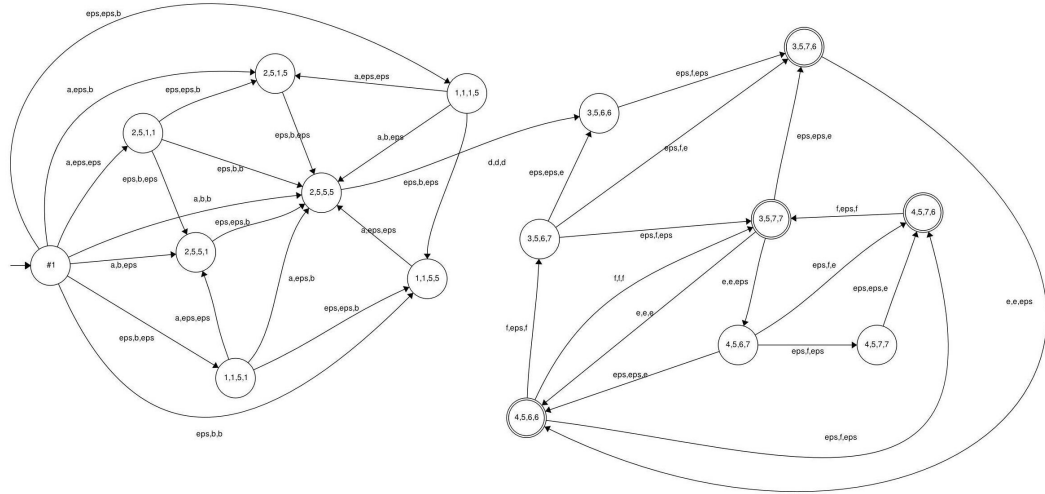 eps,eps,b
3,5,7,6
2,5,1,5
a,eps,eps
eps,f,eps
1,1,1,5
a,eps,b
eps,eps,b
3,5,6,6
2,5,1,1
eps,b,eps
a,b,eps
eps,eps,e
eps,f,e
a,eps,eps
eps,b,b
d,d,d
eps,eps,e
eps,b,eps
eps,b,eps
2,5,5,5
a,b,b
eps,eps,b
f,eps,f
4,5,7,6
3,5,7,7
a,eps,eps
3,5,6,7
eps,f,eps
2,5,5,1
#1
a,b,eps
eps,f,e
f,f,f
1,1,5,5
a,eps,b
e,e,eps
eps,eps,e
e,e,eps
eps,eps,b
e,e,e
a,eps,eps
f,eps,f
eps,b,eps
4,5,6,7
eps,f,eps
4,5,7,7
1,1,5,1
eps,eps,e
4,5,6,6
eps,b,b
eps,f,eps